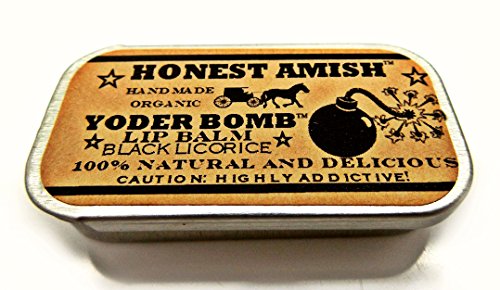 HONEST AMISH™
HAND MADE
ORGANIC
YODER BOMB™
LIP BALM
BLACK LICORICE
100% NATURAL AND DELICIOUS
CAUTION: HIGHLY ADDICTIVE!